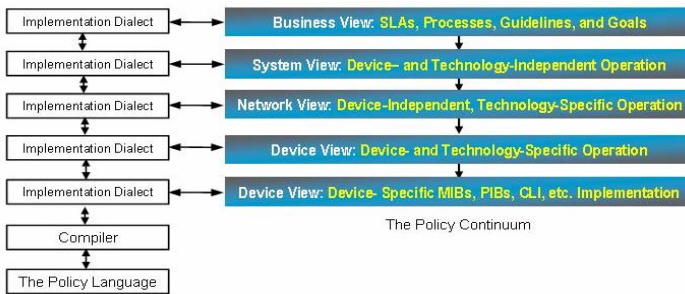 Implementation Dialect
Business View: SLAs, Processes, Guidelines, and Goals
Implementation Dialect
System View: Device– and Technology-Independent Operation
Implementation Dialect
Network View: Device-Independent, Technology-Specific Operation
Implementation Dialect
Device View: Device- and Technology-Specific Operation
Implementation Dialect
Device View: Device- Specific MIBs, PIBs, CLI, etc. Implementation
The Policy Continuum
Compiler
The Policy Language